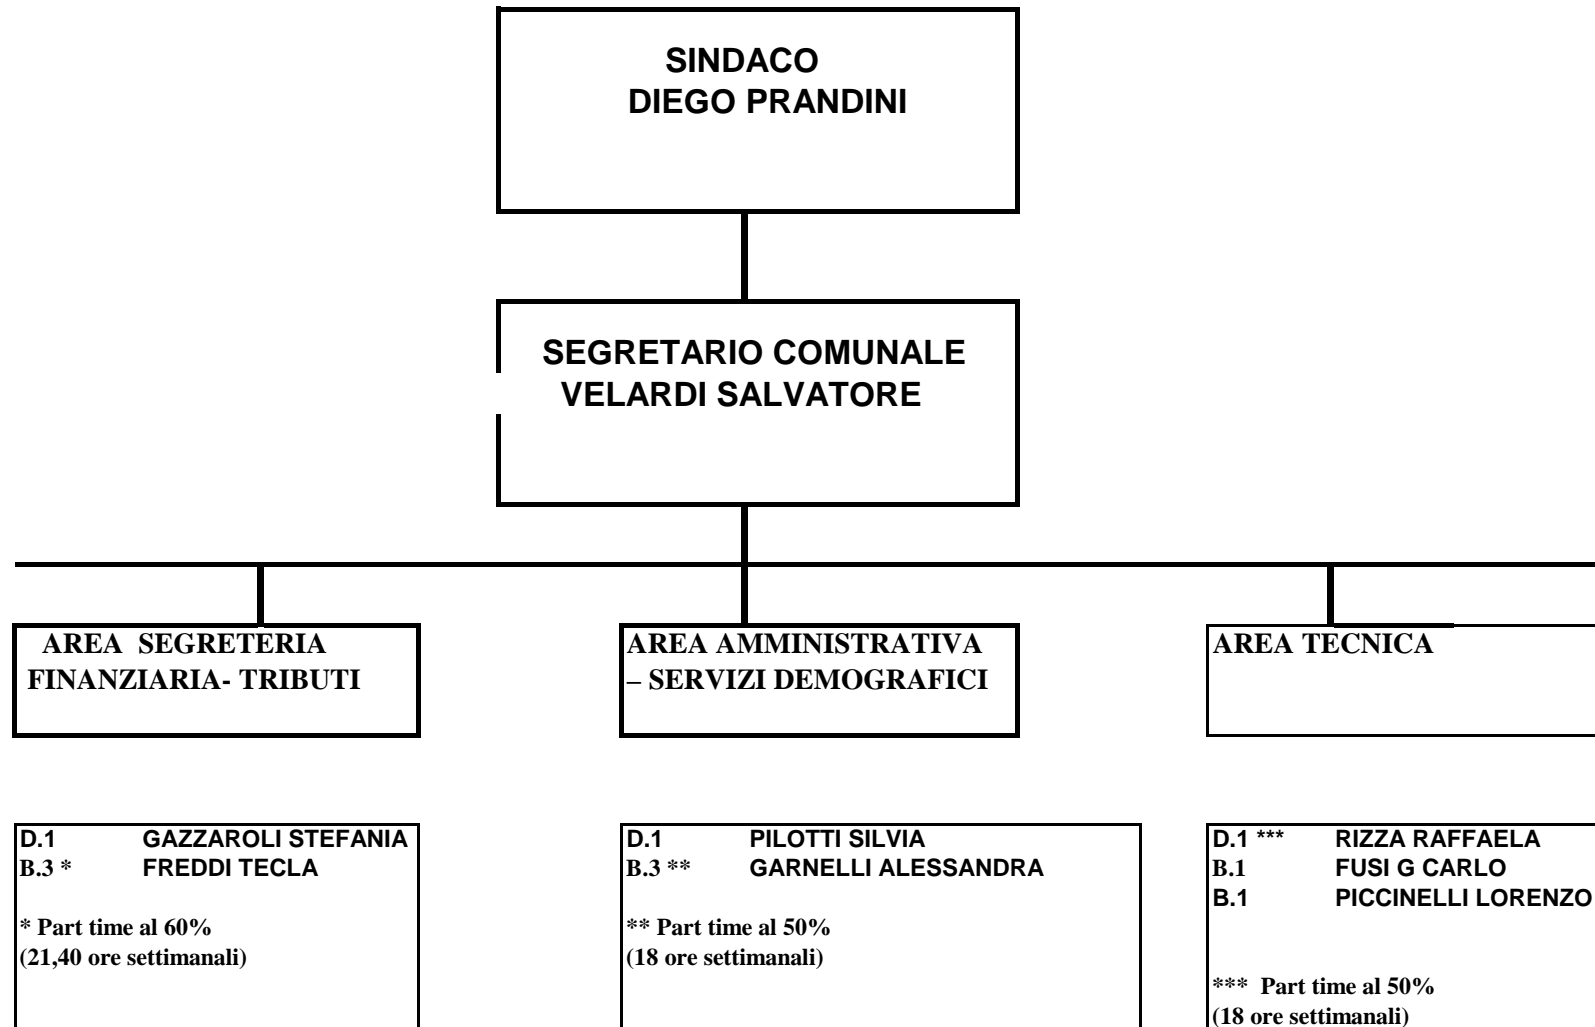 SINDACO
DIEGO PRANDINI
SEGRETARIO COMUNALE
VELARDI SALVATORE
AREA SEGRETERIA
FINANZIARIA- TRIBUTI
AREA AMMINISTRATIVA
– SERVIZI DEMOGRAFICI
AREA TECNICA
D.1 GAZZAROLI STEFANIA
B.3 * FREDDI TECLA
* Part time al 60%
(21,40 ore settimanali)
D.1 PILOTTI SILVIA
B.3 ** GARNELLI ALESSANDRA
** Part time al 50%
(18 ore settimanali)
D.1 *** RIZZA RAFFAELA
B.1 FUSI G CARLO
B.1 PICCINELLI LORENZO
*** Part time al 50%
(18 ore settimanali)